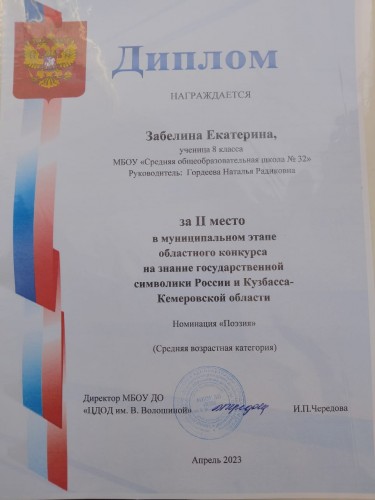 Диплом
НАГРАЖДАЕТСЯ
Забелина Екатерина,
ученица 8 класса
МБОУ «Средняя общеобразовательная школа № 32»
Руководитель: Гордеева Наталья Радиковна
за II место
в муниципальном этапе
областного конкурса
на знание государственной
символики России и Кузбасса-
Кемеровской области
Номинация «Поэзия»
(Средняя возрастная категория)
Директор МБОУ ДО
«ЦДОД им. В. Волошиной»
И.П.Чередова
Апрель 2023